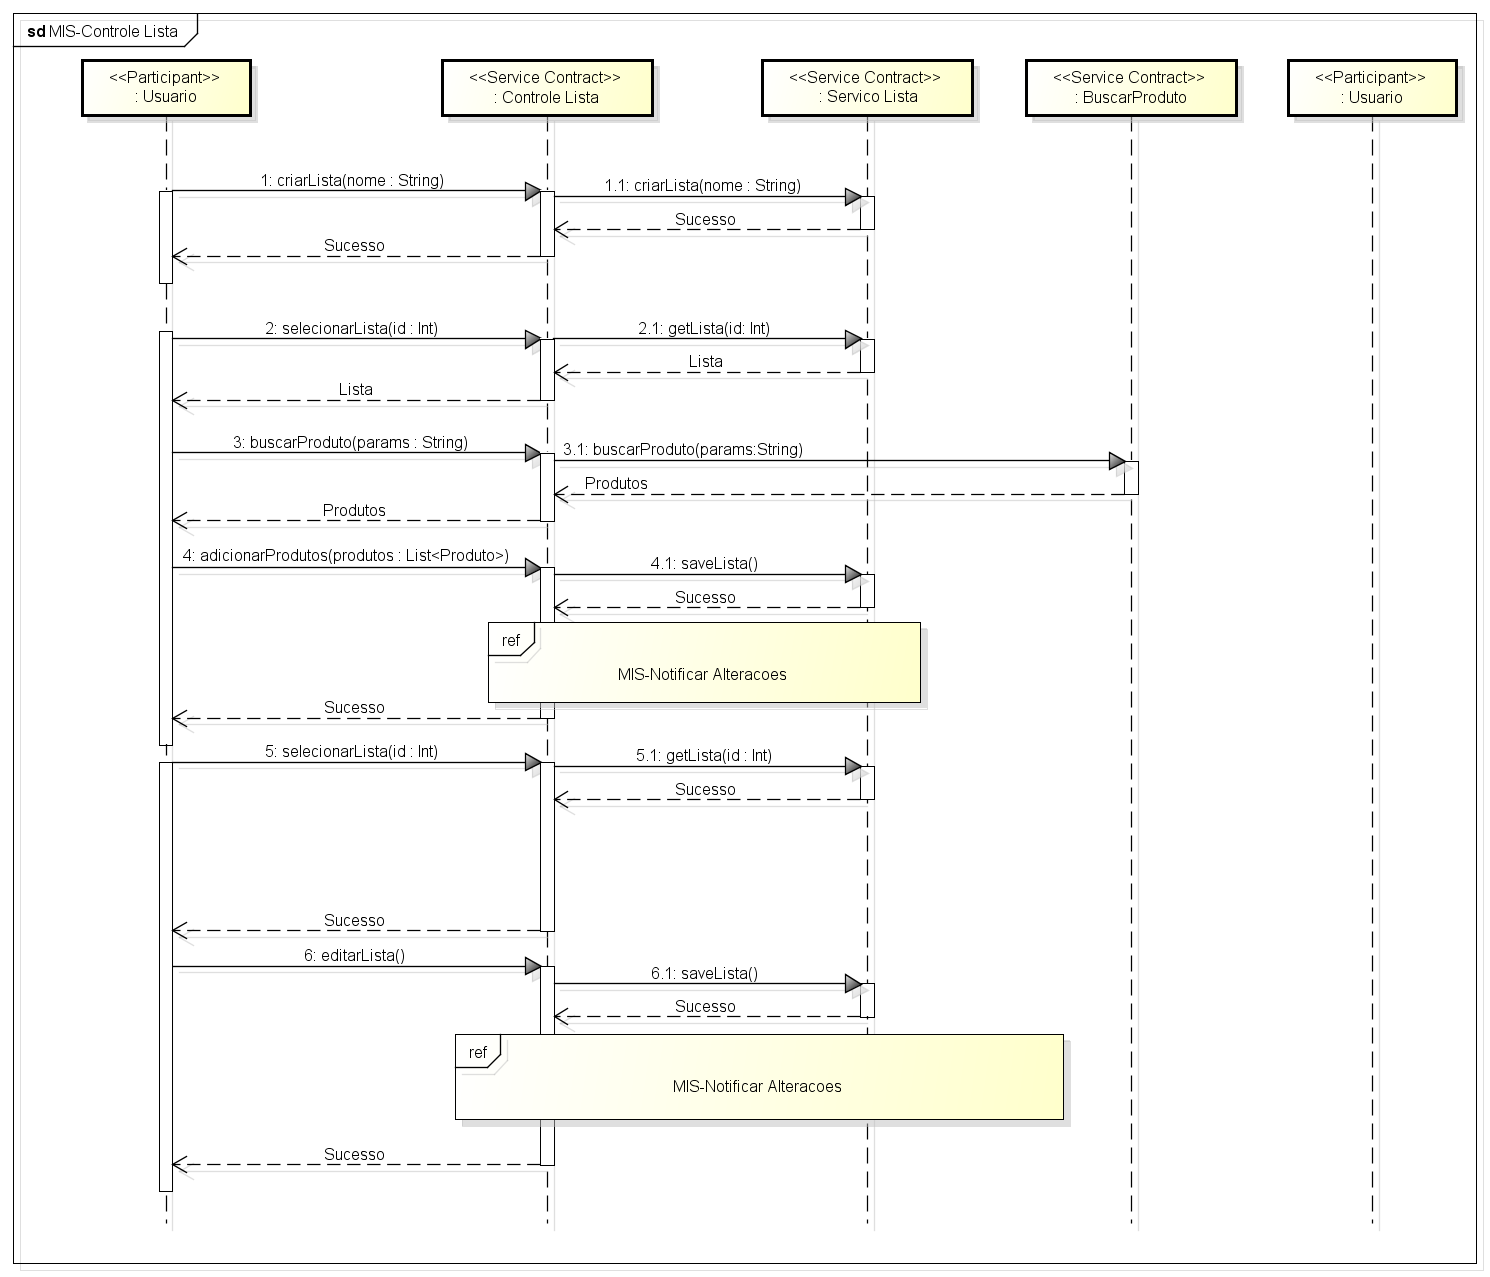 sd MIS-Controle Lista
<<Participant>>
: Usuario
<<Service Contract>>
: Controle Lista
<<Service Contract>>
: Servico Lista
<<Service Contract>>
: BuscarProduto
<<Participant>>
: Usuario
1: criarLista(nome : String)
1.1: criarLista(nome : String)
Sucesso
Sucesso
2: selecionarLista(id : Int)
2.1: getLista(id: Int)
Lista
Lista
3: buscarProduto(params : String)
3.1: buscarProduto(params:String)
Produtos
Produtos
4: adicionarProdutos(produtos : List<Produto>)
4.1: saveLista()
Sucesso
ref
MIS-Notificar Alteracoes
Sucesso
5: selecionarLista(id : Int)
5.1: getLista(id : Int)
Sucesso
Sucesso
6: editarLista()
6.1: saveLista()
Sucesso
ref
MIS-Notificar Alteracoes
Sucesso